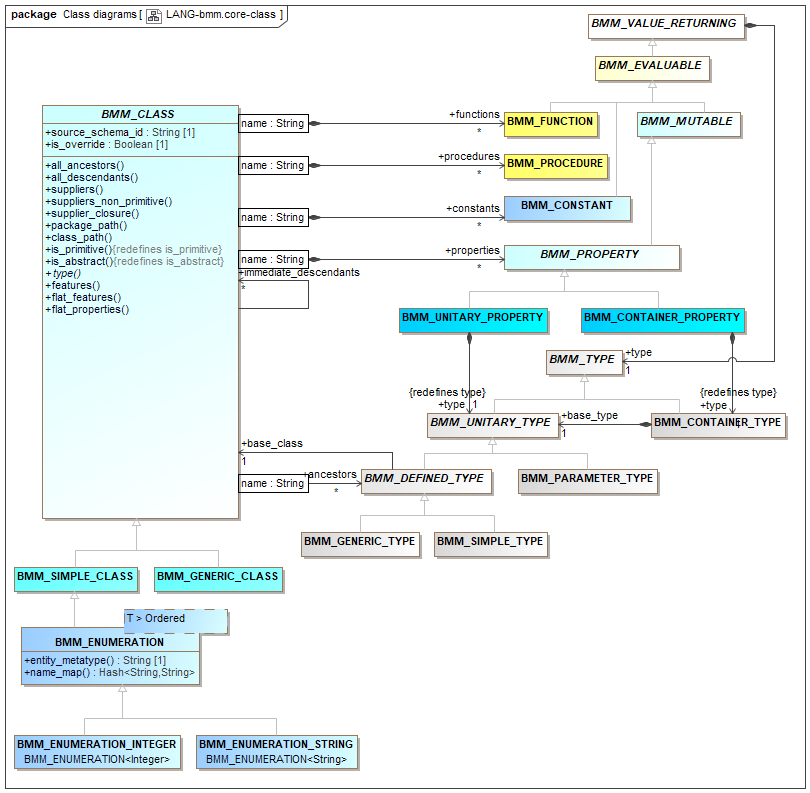 package Class diagrams [ LANG-bmm.core-class ]
BMM_VALUE_RETURNING
BMM_EVALUABLE
BMM_CLASS
+source_schema_id : String [1]
+is_override : Boolean [1]
+all_ancestors()
+all_descendants()
+suppliers()
+suppliers_non_primitive()
+supplier_closure()
+package_path()
+class_path()
+is_primitive(){redefines is_primitive}
+is_abstract(){redefines is_abstract}
+type()
+features()
+flat_features()
+flat_properties()
name : String
+functions
*
BMM_FUNCTION
BMM_MUTABLE
name : String
+procedures
*
BMM_PROCEDURE
name : String
+constants
*
BMM_CONSTANT
name : String
+properties
*
BMM_PROPERTY
+immediate_descendants
*
BMM_UNITARY_PROPERTY
BMM_CONTAINER_PROPERTY
BMM_TYPE
+type
1
{redefines type}
+type 1
{redefines type}
+type
BMM_UNITARY_TYPE
+base_type
1
BMM_CONTAINER_TYPE
+base_class
1
name : String
+ancestors
*
BMM_DEFINED_TYPE
BMM_PARAMETER_TYPE
BMM_GENERIC_TYPE
BMM_SIMPLE_TYPE
BMM_SIMPLE_CLASS
BMM_GENERIC_CLASS
T > Ordered
BMM_ENUMERATION
+entity_metatype() : String [1]
+name_map() : Hash<String,String>
BMM_ENUMERATION_INTEGER
BMM_ENUMERATION<Integer>
BMM_ENUMERATION_STRING
BMM_ENUMERATION<String>